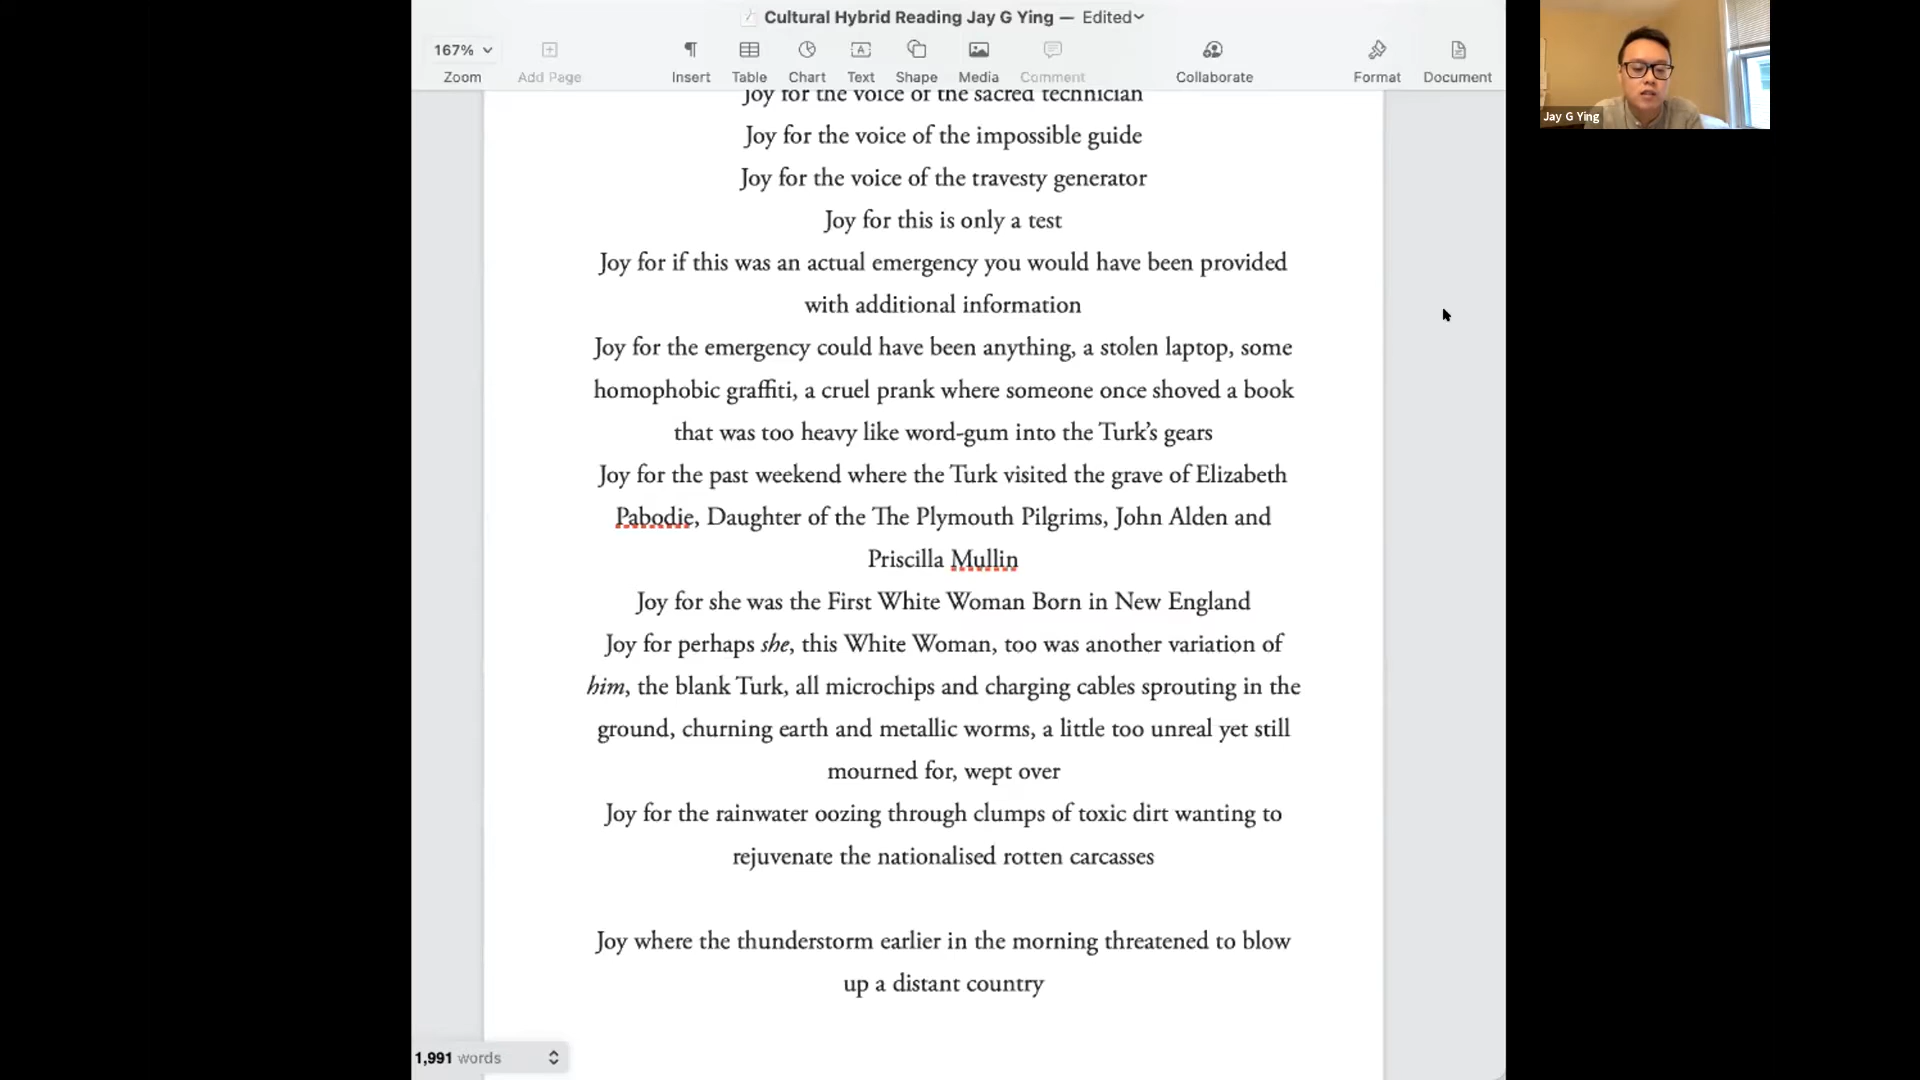 Cultural Hybrid Reading Jay G Ying — Edited
167%
Zoom
Add Page
Insert
Table
Chart
Text
Shape
Media
Comment
Collaborate
Format
Document
Jay G Ying
Joy for the voice of the sacred technician
Joy for the voice of the impossible guide
Joy for the voice of the travesty generator
Joy for this is only a test
Joy for if this was an actual emergency you would have been provided
with additional information
Joy for the emergency could have been anything, a stolen laptop, some
homophobic graffiti, a cruel prank where someone once shoved a book
that was too heavy like word-gum into the Turk’s gears
Joy for the past weekend where the Turk visited the grave of Elizabeth
Pabodie, Daughter of the The Plymouth Pilgrims, John Alden and
Priscilla Mullin
Joy for she was the First White Woman Born in New England
Joy for perhaps she, this White Woman, too was another variation of
him, the blank Turk, all microchips and charging cables sprouting in the
ground, churning earth and metallic worms, a little too unreal yet still
mourned for, wept over
Joy for the rainwater oozing through clumps of toxic dirt wanting to
rejuvenate the nationalised rotten carcasses
Joy where the thunderstorm earlier in the morning threatened to blow
up a distant country
1,991 words